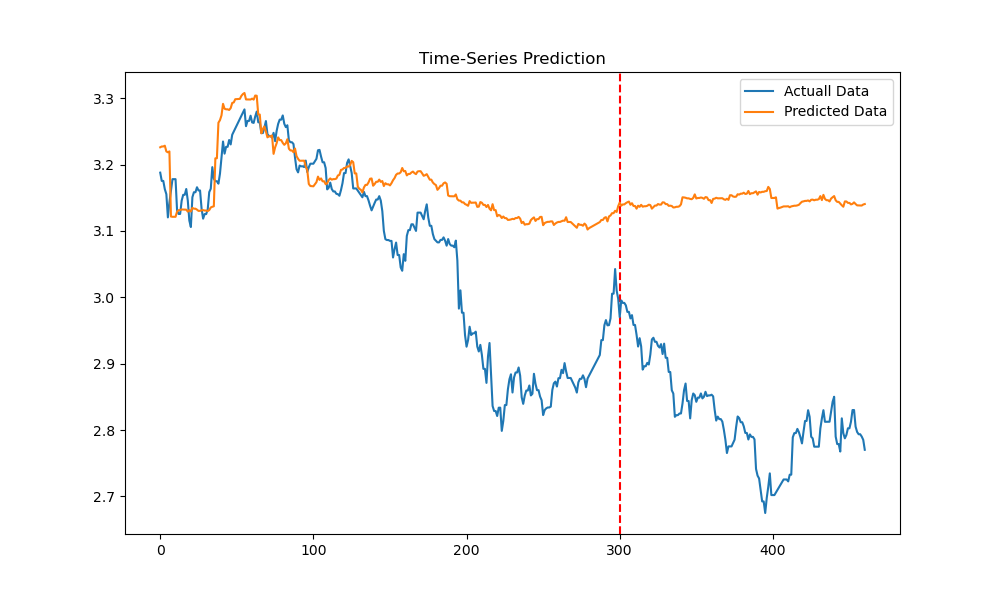 Time-Series Prediction
Actuall Data
Predicted Data
3.3
3.2
3.1
3.0
2.9
2.8
2.7
0 100 200 300 400